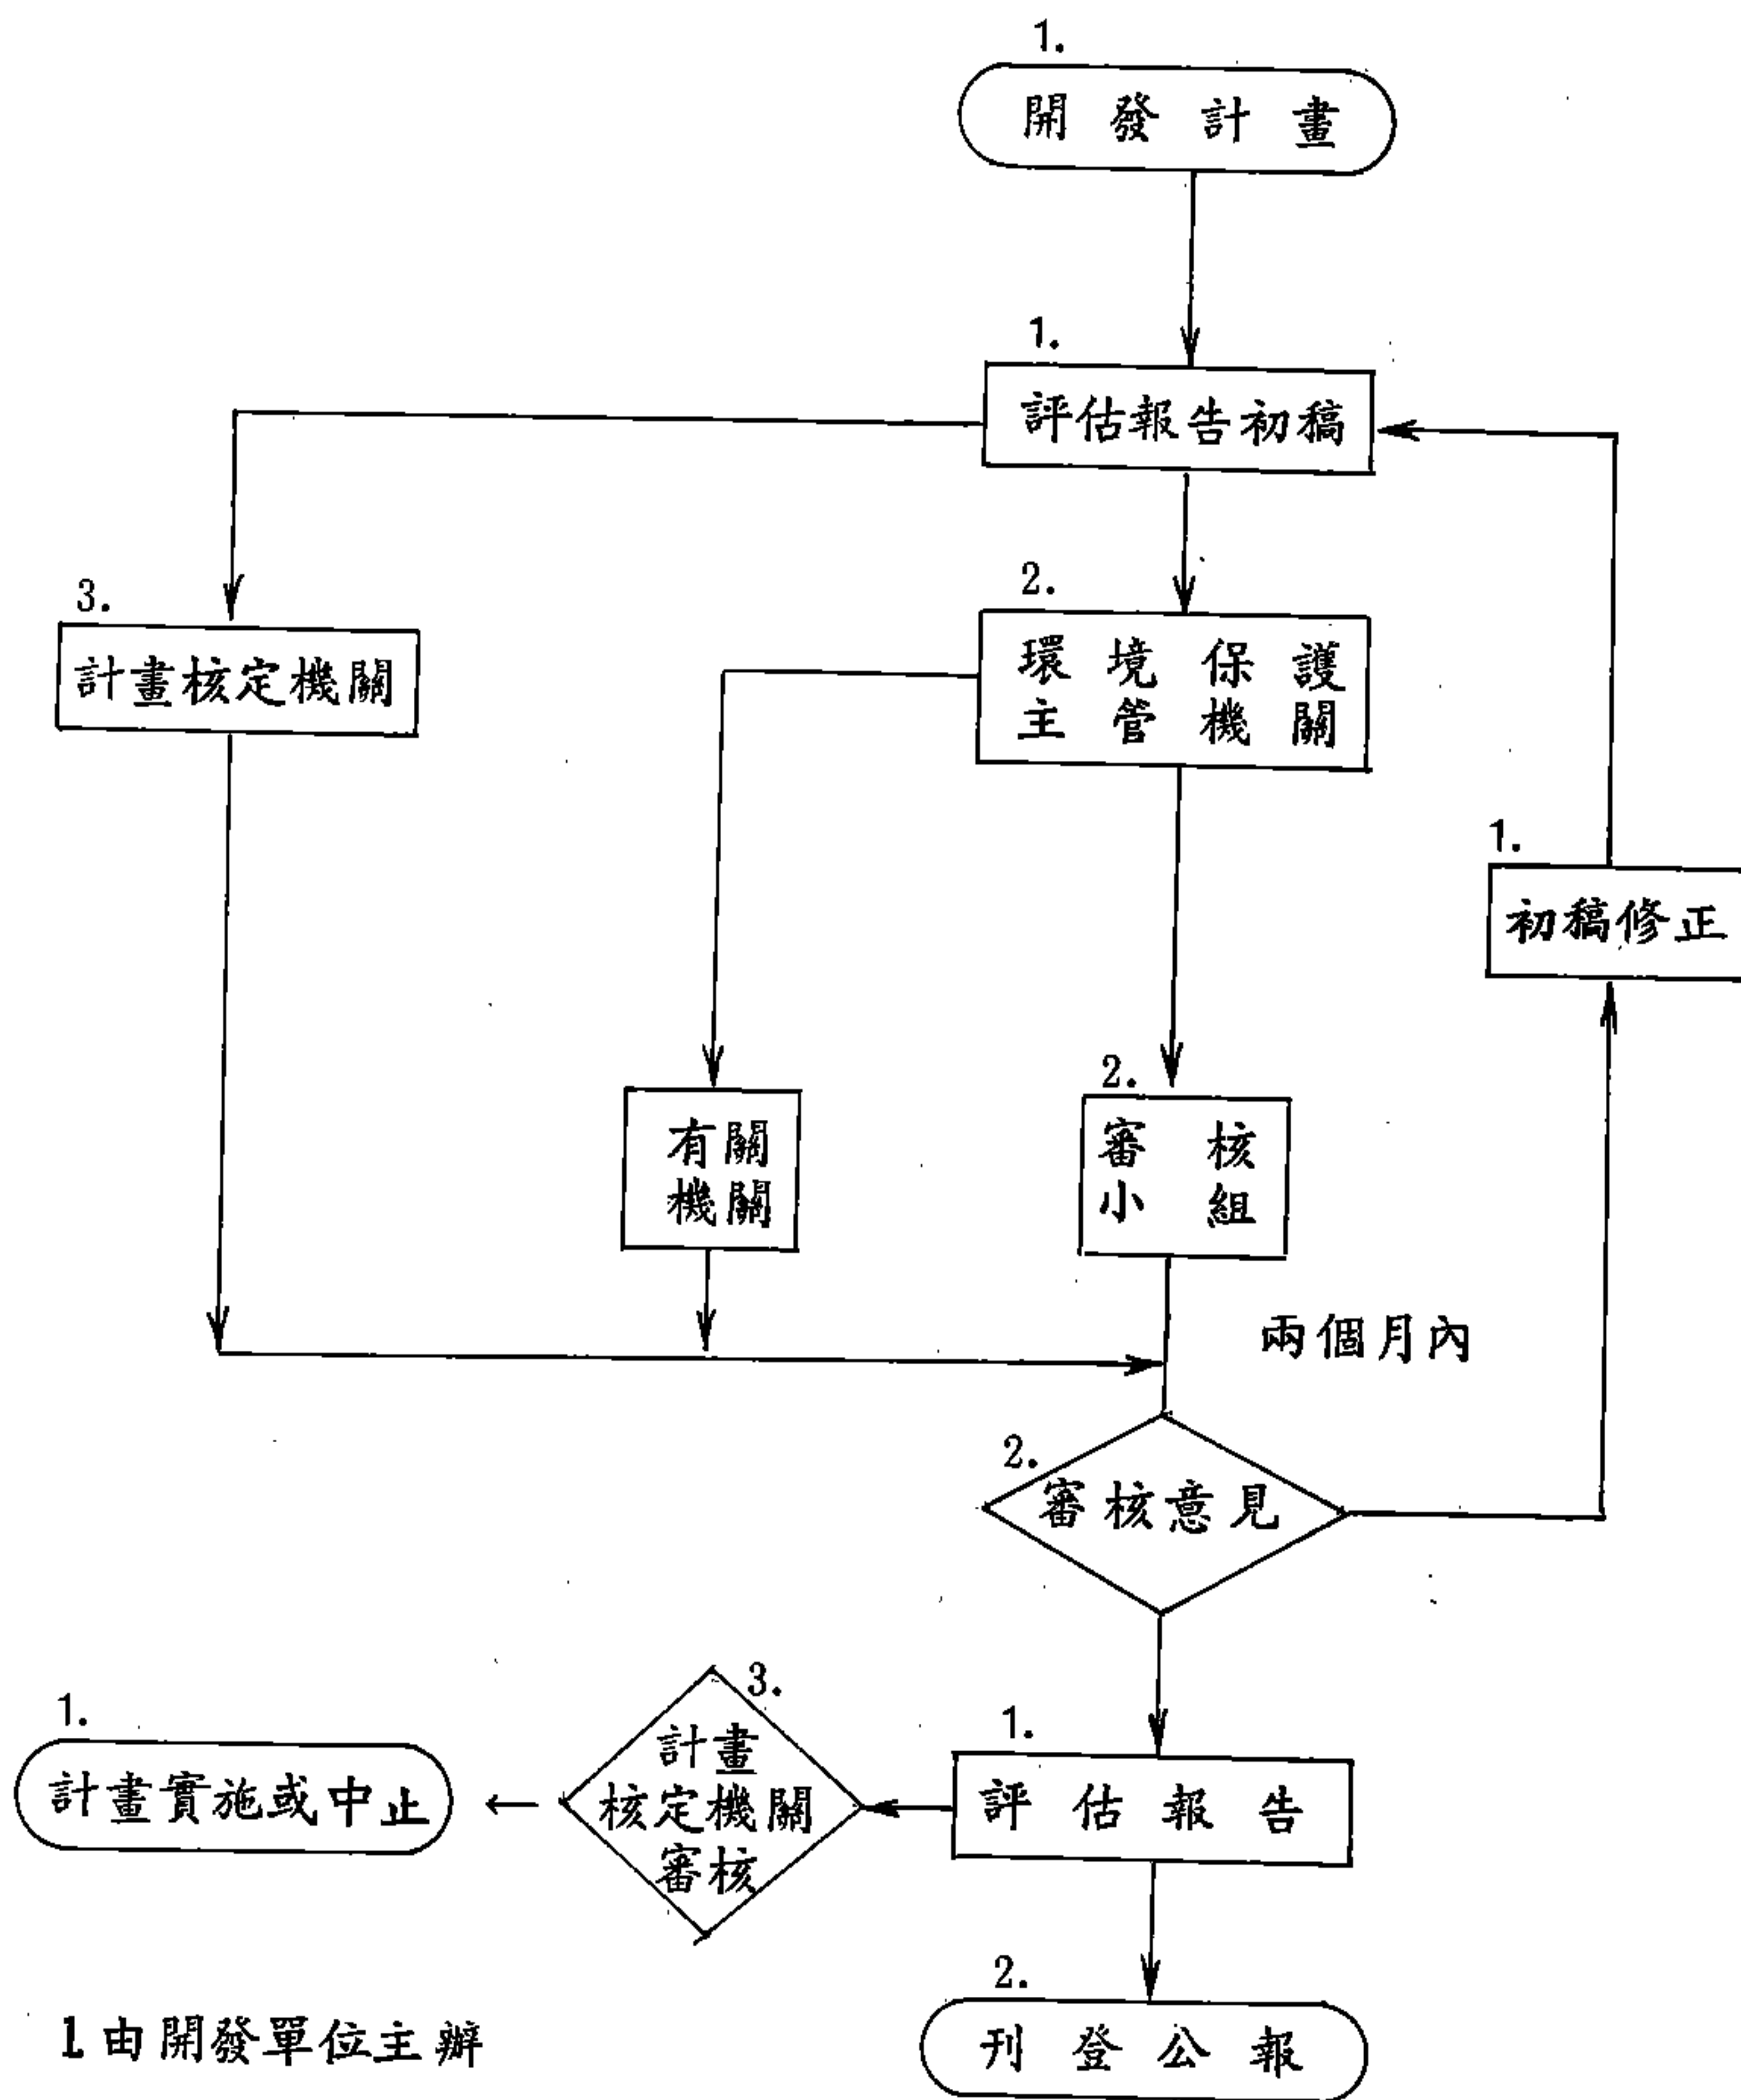 1.
開發計畫
1.
評估報告初稿
3.
計畫核定機關
2.
環境保護
主管機關
1.
初稿修正
有關
機關
2.
審核
小組
兩個月內
2.
審核意見
1.
計畫實施或中止
3.
計畫
核定機關
審核
1.
評估報告
2.
刊登公報
1.由開發單位主辦